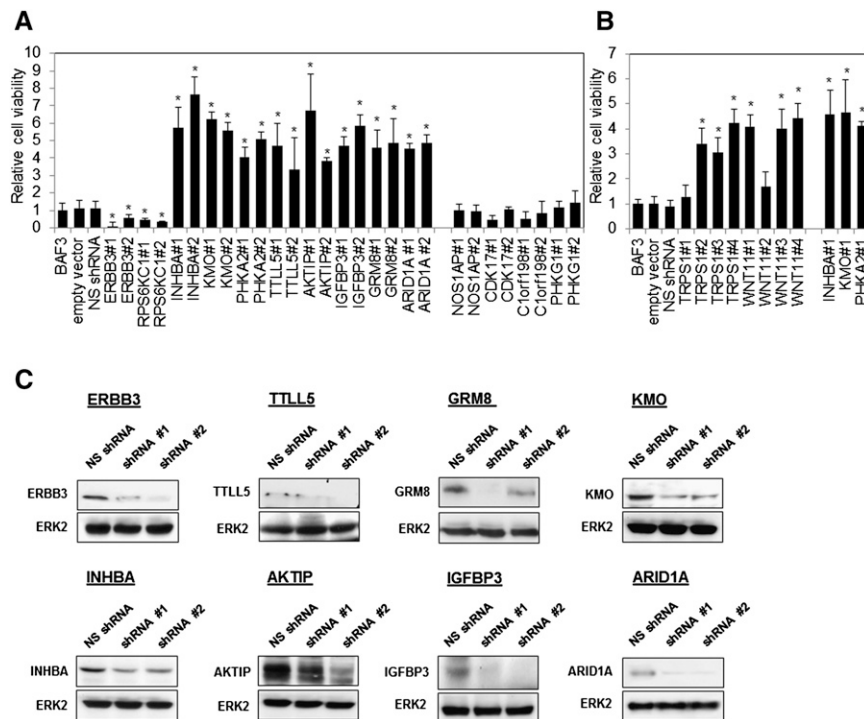 A
Relative cell viability
10
9
8
7
6
5
4
3
2
1
0
* * * * * * * * * * * * * * * * * * * *
BAF3
empty vector
NS shRNA
ERBB3#1
ERBB3#2
RPS6KC1#1
RPS6KC1#2
INHBA#1
INHBA#2
KMO#1
KMO#2
PHKA2#1
PHKA2#2
TTLL5#1
TTLL5#2
AKTIP#1
AKTIP#2
IGFBP3#1
IGFBP3#2
GRM8#1
GRM8#2
ARID1A #1
ARID1A #2
NOS1AP#1
NOS1AP#2
CDK17#1
CDK17#2
C1orf198#1
C1orf198#2
PHKG1#1
PHKG1#2
B
Relative cell viability
7
6
5
4
3
2
1
0
* * * * * * * * *
BAF3
empty vector
NS shRNA
TRPS1#1
TRPS1#2
TRPS1#3
TRPS1#4
WNT11#1
WNT11#2
WNT11#3
WNT11#4
INHBA#1
KMO#1
PHKA2#1
C
ERBB3
NS shRNA
shRNA #1
shRNA #2
ERBB3
ERK2
TTLL5
NS shRNA
shRNA #1
shRNA #2
TTLL5
ERK2
GRM8
NS shRNA
shRNA #1
shRNA #2
GRM8
ERK2
KMO
NS shRNA
shRNA #1
shRNA #2
KMO
ERK2
INHBA
NS shRNA
shRNA #1
shRNA #2
INHBA
ERK2
AKTIP
NS shRNA
shRNA #1
shRNA #2
AKTIP
ERK2
IGFBP3
NS shRNA
shRNA #1
shRNA #2
IGFBP3
ERK2
ARID1A
NS shRNA
shRNA #1
shRNA #2
ARID1A
ERK2